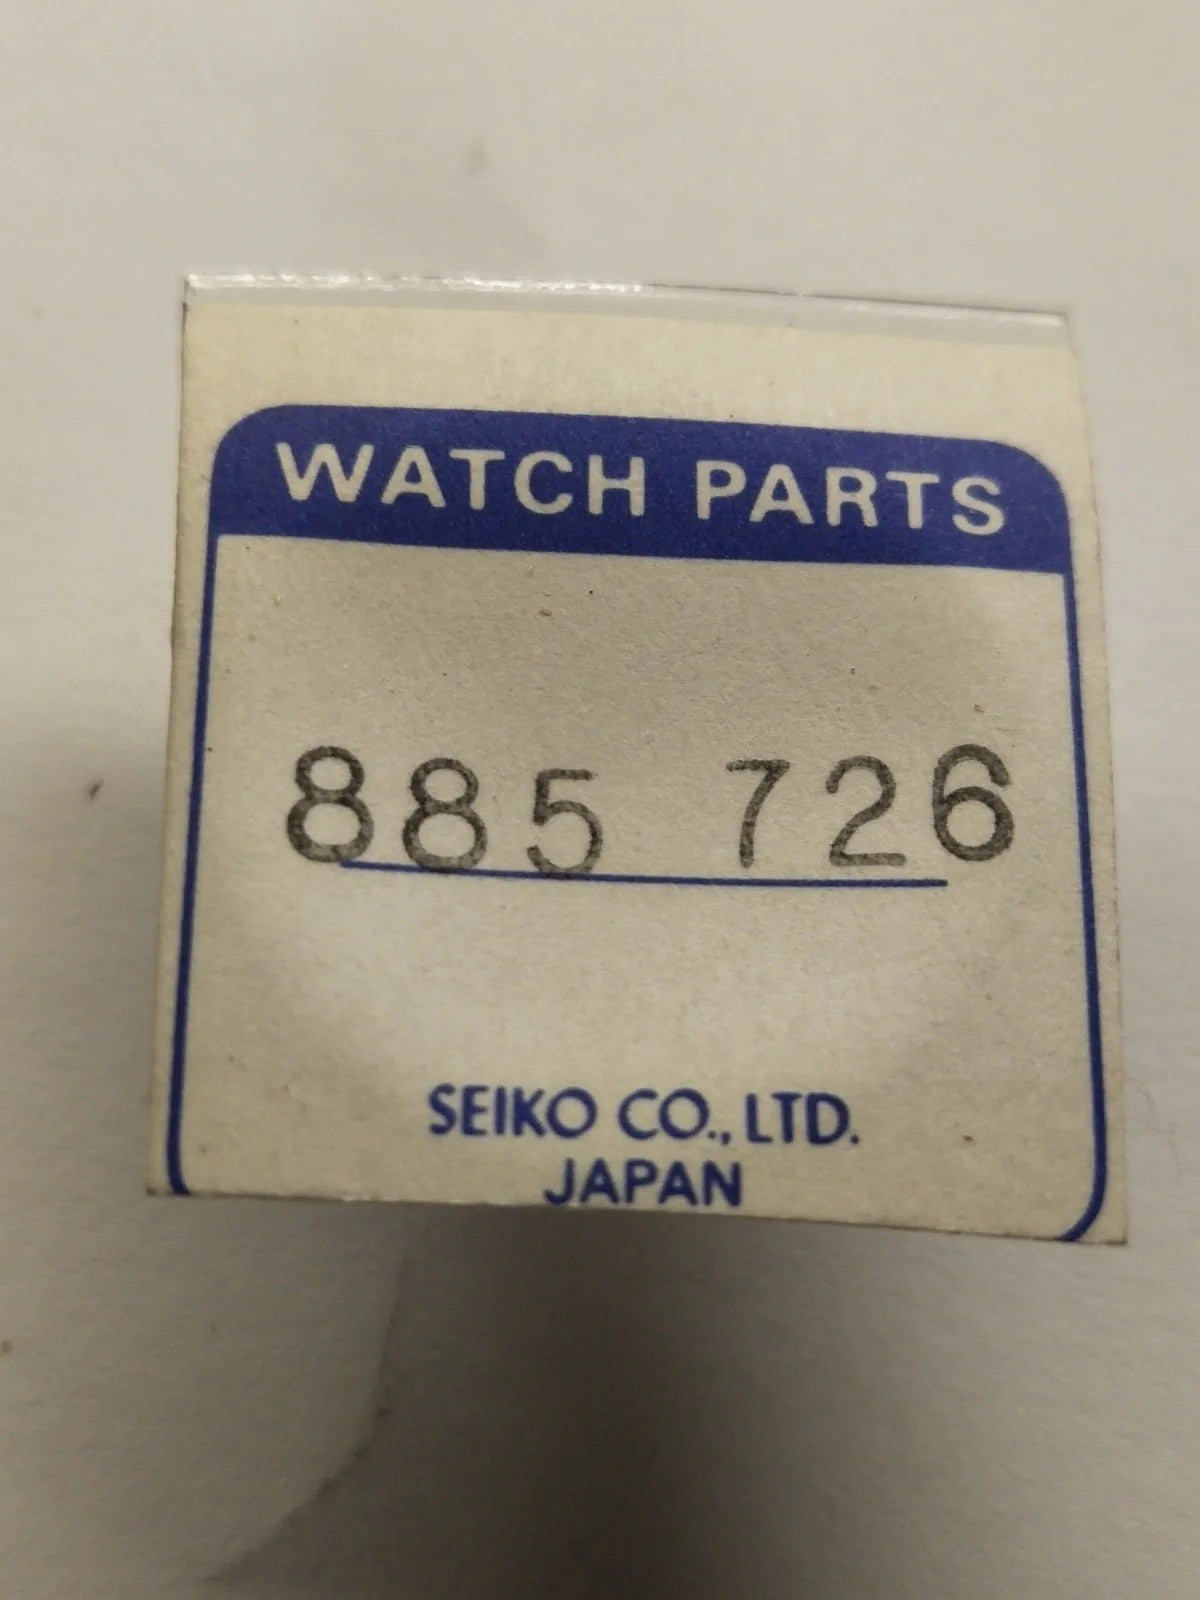 WATCH PARTS
885 726
SEIKO CO., LTD.
JAPAN